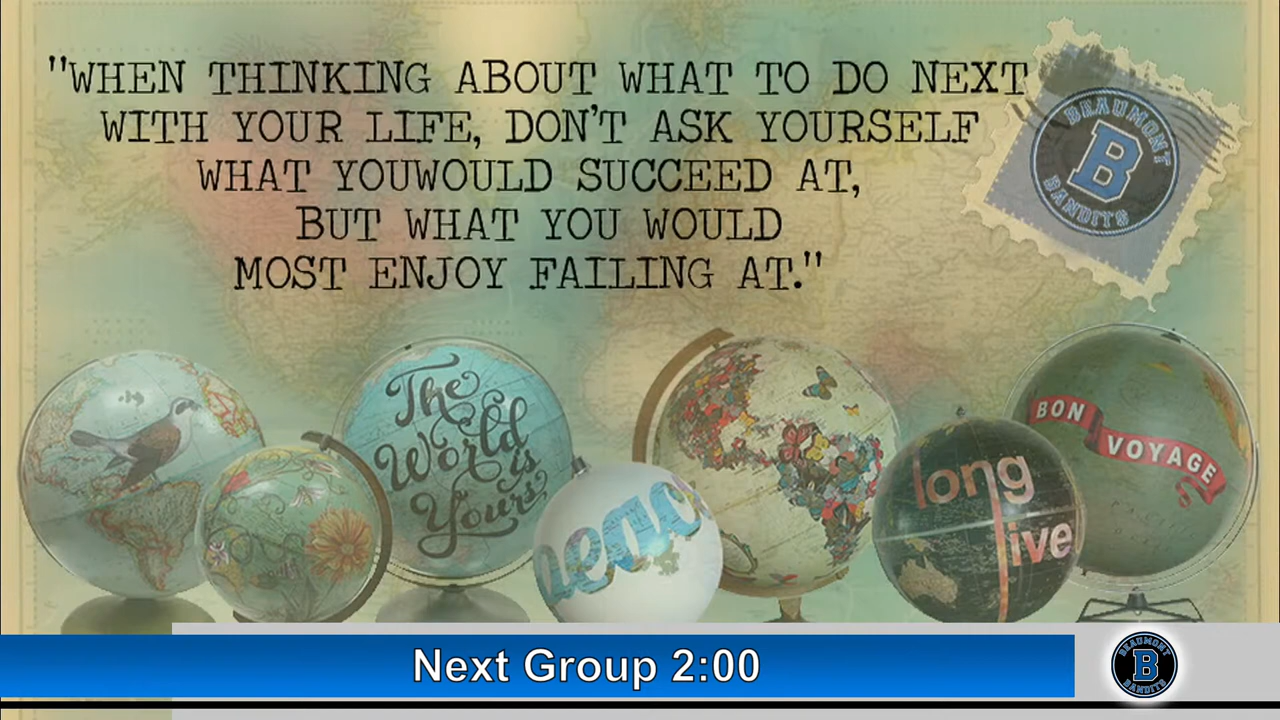 "WHEN THINKING ABOUT WHAT TO DO NEXT
WITH YOUR LIFE, DON'T ASK YOURSELF
WHAT YOUWOULD SUCCEED AT,
BUT WHAT YOU WOULD
MOST ENJOY FAILING AT."
BEAUMONT
B
BANDITS
The
World
is
Yours
peace
long
live
BON
VOYAGE
Next Group 2:00
BEAUMONT
B
BANDITS